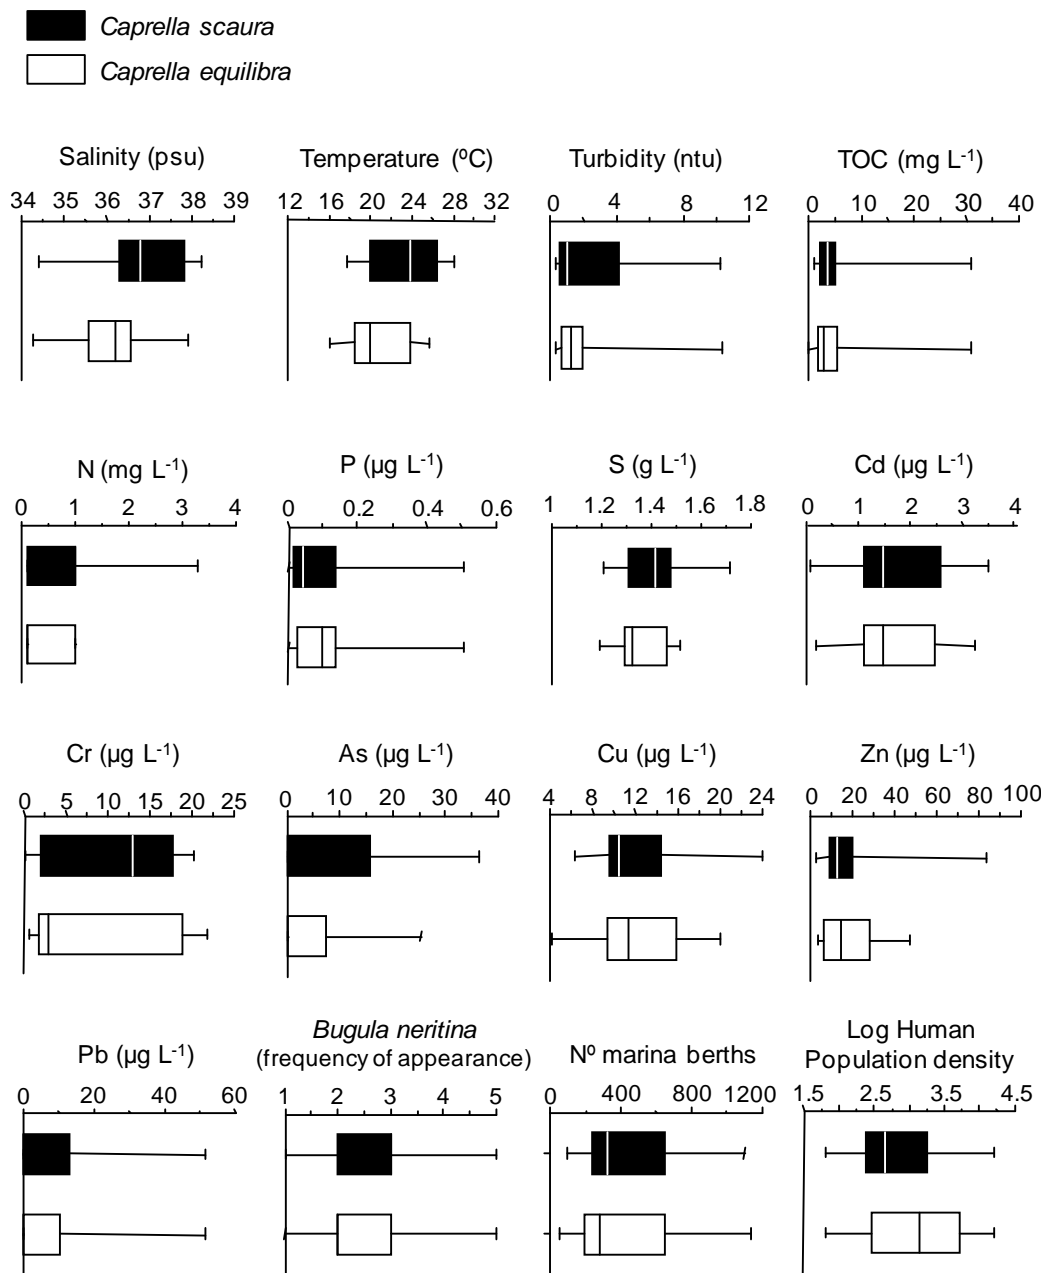 Caprella scaura
Caprella equilibra
Salinity (psu) Temperature (ºC) Turbidity (ntu) TOC (mg L-1)
34 35 36 37 38 39 12 16 20 24 28 32 0 4 8 12 0 10 20 30 40
N (mg L-1) P (µg L-1) S (g L-1) Cd (µg L-1)
0 1 2 3 4 0 0.2 0.4 0.6 1 1.2 1.4 1.6 1.8 0 1 2 3 4
Cr (µg L-1) As (µg L-1) Cu (µg L-1) Zn (µg L-1)
0 5 10 15 20 25 0 10 20 30 40 4 8 12 16 20 24 0 20 40 60 80 100
Pb (µg L-1) Bugula neritina (frequency of appearance) Nº marina berths Log Human Population density
0 20 40 60 1 2 3 4 5 0 400 800 1200 1.5 2.5 3.5 4.5